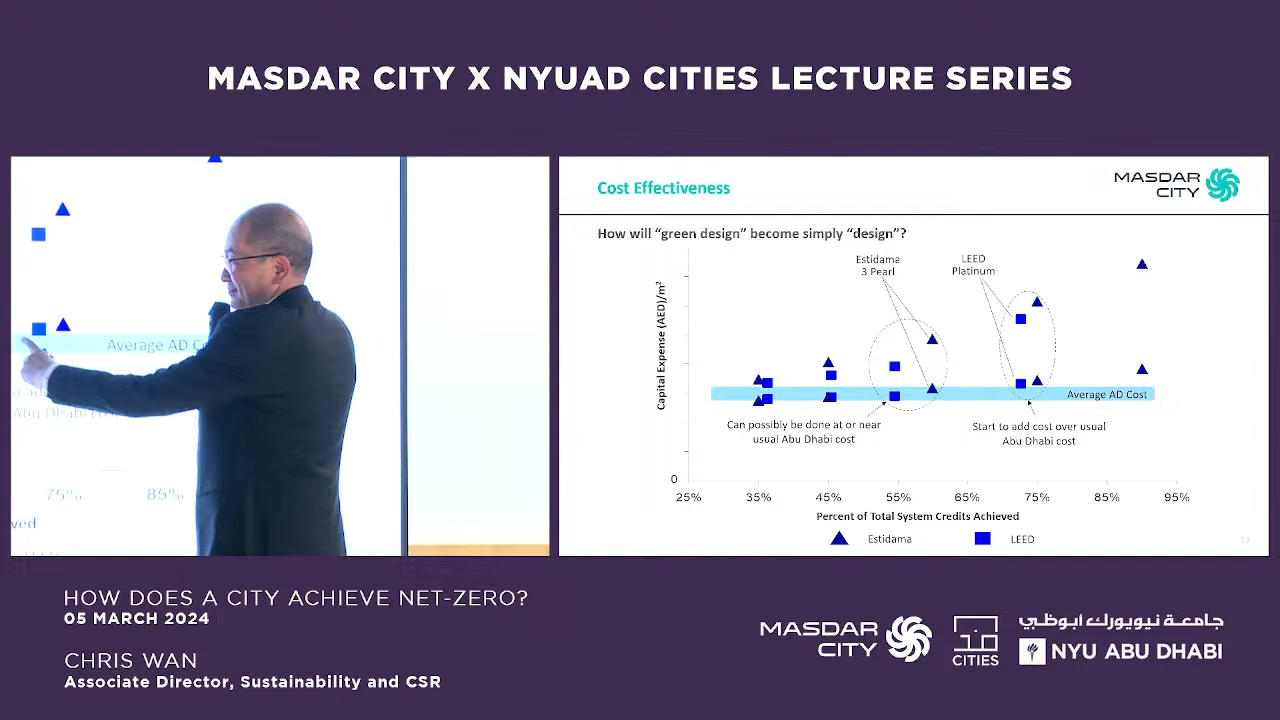 MASDAR CITY X NYUAD CITIES LECTURE SERIES
Average AD
75%
85%
ved
Cost Effectiveness
MASDAR
CITY
How will “green design” become simply “design”?
Estidama
3 Pearl
LEED
Platinum
Capital Expense (AED)/m²
Average AD Cost
Can possibly be done at or near
usual Abu Dhabi cost
Start to add cost over usual
Abu Dhabi cost
0
25%
35%
45%
55%
65%
75%
85%
95%
Percent of Total System Credits Achieved
Estidama
LEED
HOW DOES A CITY ACHIEVE NET-ZERO?
05 MARCH 2024
CHRIS WAN
Associate Director, Sustainability and CSR
MASDAR
CITY
CITIES
جامعة نيويورك أبوظبي
NYU ABU DHABI